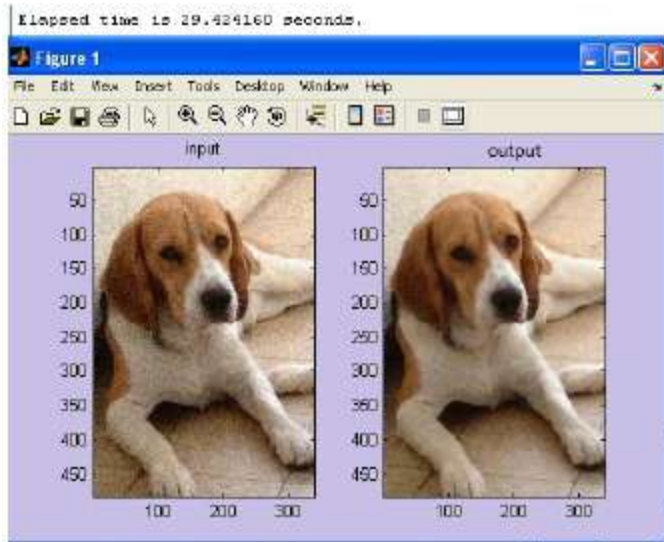 Elapsed time is 29.424160 seconds.
Figure 1
File Edit View Insert Tools Desktop Window Help
input
output
50
100
150
200
250
300
350
400
450
100 200 300
50
100
150
200
250
300
350
400
450
100 200 300